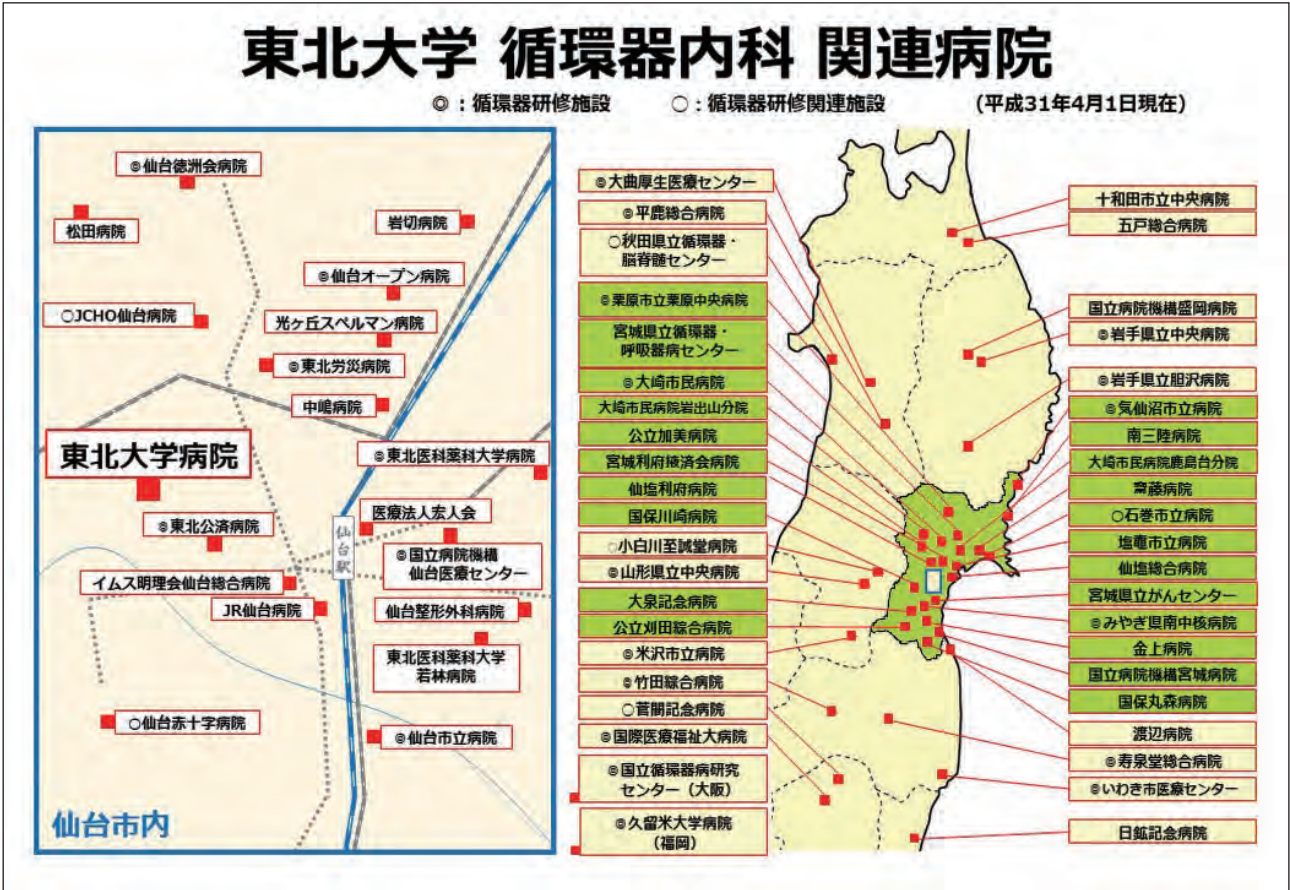 東北大学 循環器内科 関連病院
◎：循環器研修施設 ○：循環器研修関連施設 (平成31年4月1日現在)
◎仙台徳洲会病院
松田病院
岩切病院
◎仙台オープン病院
○JCHO仙台病院
光ヶ丘スペルマン病院
◎東北労災病院
中嶋病院
東北大学病院
◎東北医科薬科大学病院
医療法人宏人会
◎東北公済病院
仙台駅
◎国立病院機構
仙台医療センター
イムス明理会仙台総合病院
JR仙台病院
仙台整形外科病院
東北医科薬科大学
若林病院
○仙台赤十字病院
◎仙台市立病院
仙台市内
◎大曲厚生医療センター
◎平鹿総合病院
○秋田県立循環器・
脳脊髄センター
◎栗原市立栗原中央病院
宮城県立循環器・
呼吸器病センター
◎大崎市民病院
大崎市民病院岩出山分院
公立加美病院
宮城利府掖済会病院
仙塩利府病院
国保川崎病院
○小白川至誠堂病院
◎山形県立中央病院
大泉記念病院
公立刈田綜合病院
◎米沢市立病院
◎竹田綜合病院
○菅間記念病院
◎国際医療福祉大病院
◎国立循環器病研究
センター（大阪）
◎久留米大学病院
（福岡）
十和田市立中央病院
五戸総合病院
国立病院機構盛岡病院
◎岩手県立中央病院
◎岩手県立胆沢病院
◎気仙沼市立病院
南三陸病院
大崎市民病院鹿島台分院
齋藤病院
○石巻市立病院
塩竈市立病院
仙塩総合病院
宮城県立がんセンター
◎みやぎ県南中核病院
金上病院
国立病院機構宮城病院
国保丸森病院
渡辺病院
◎寿泉堂総合病院
◎いわき市医療センター
日鉱記念病院